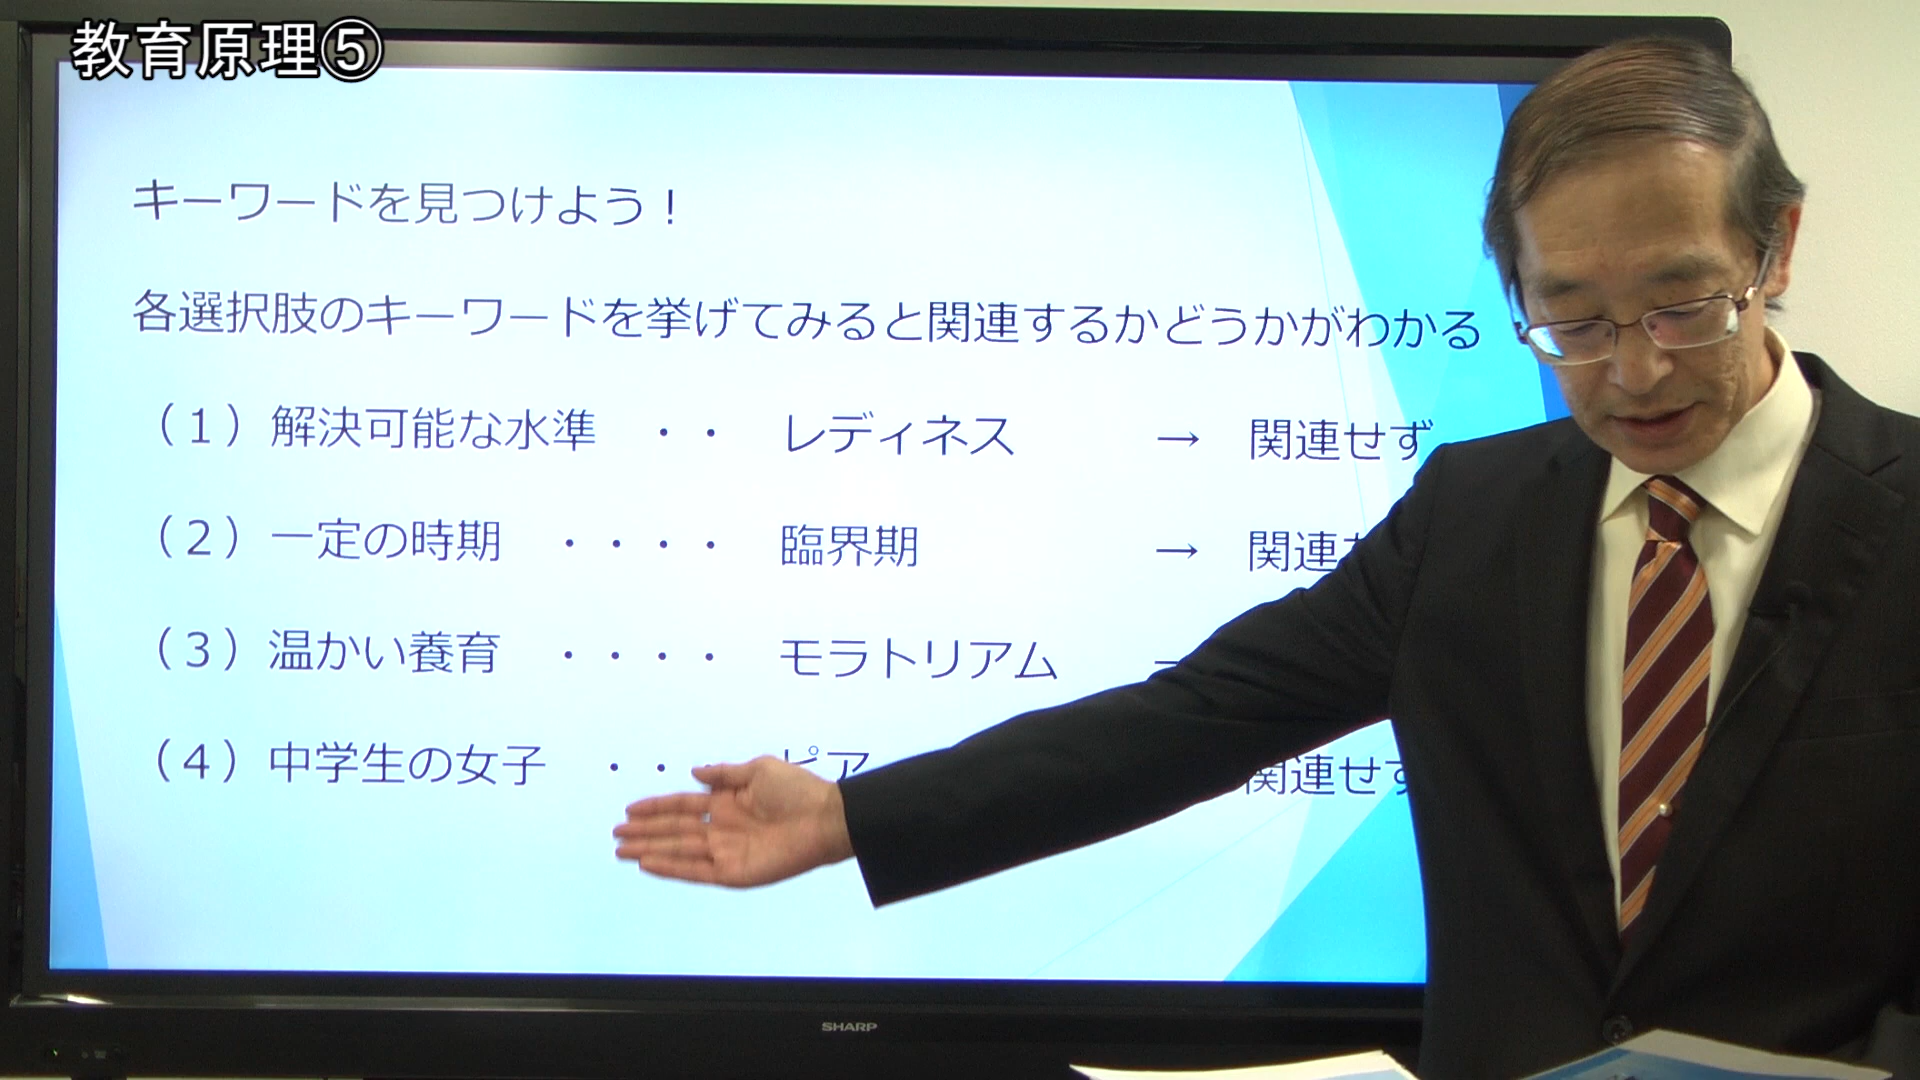 教育原理⑤
キーワードを見つけよう！
各選択肢のキーワードを挙げてみると関連するかどうかがわかる
（１）解決可能な水準　・・　レディネス　→　関連せず
（２）一定の時期　・・・・　臨界期　→　関連
（３）温かい養育　・・・・　モラトリアム
（４）中学生の女子　・・・　ピア　関連せず
SHARP